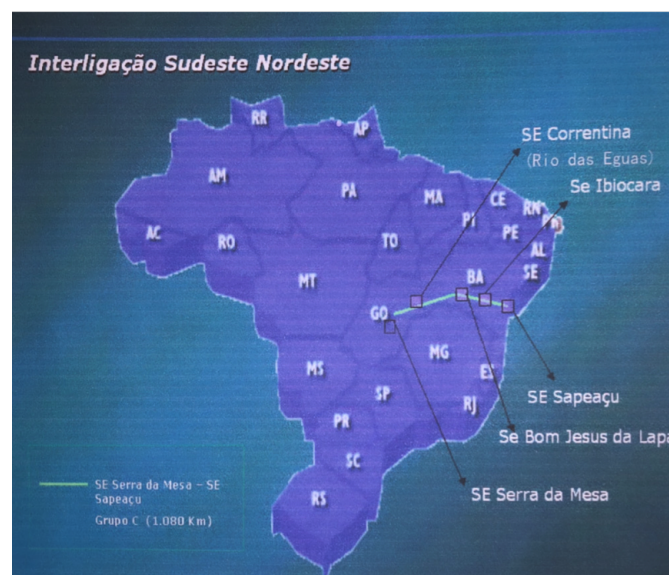 Interligação Sudeste Nordeste
SE Correntina
(Rio das Eguas)
Se Ibiocara
RR
AP
AM
PA
MA
CE
RN
PI
PE
AL
SE
AC
RO
TO
BA
MT
GO
MG
ES
MS
SP
RJ
PR
SC
RS
SE Sapeaçu
Se Bom Jesus da Lapa
SE Serra da Mesa
SE Serra da Mesa – SE
Sapeaçu
Grupo C (1.080 Km)